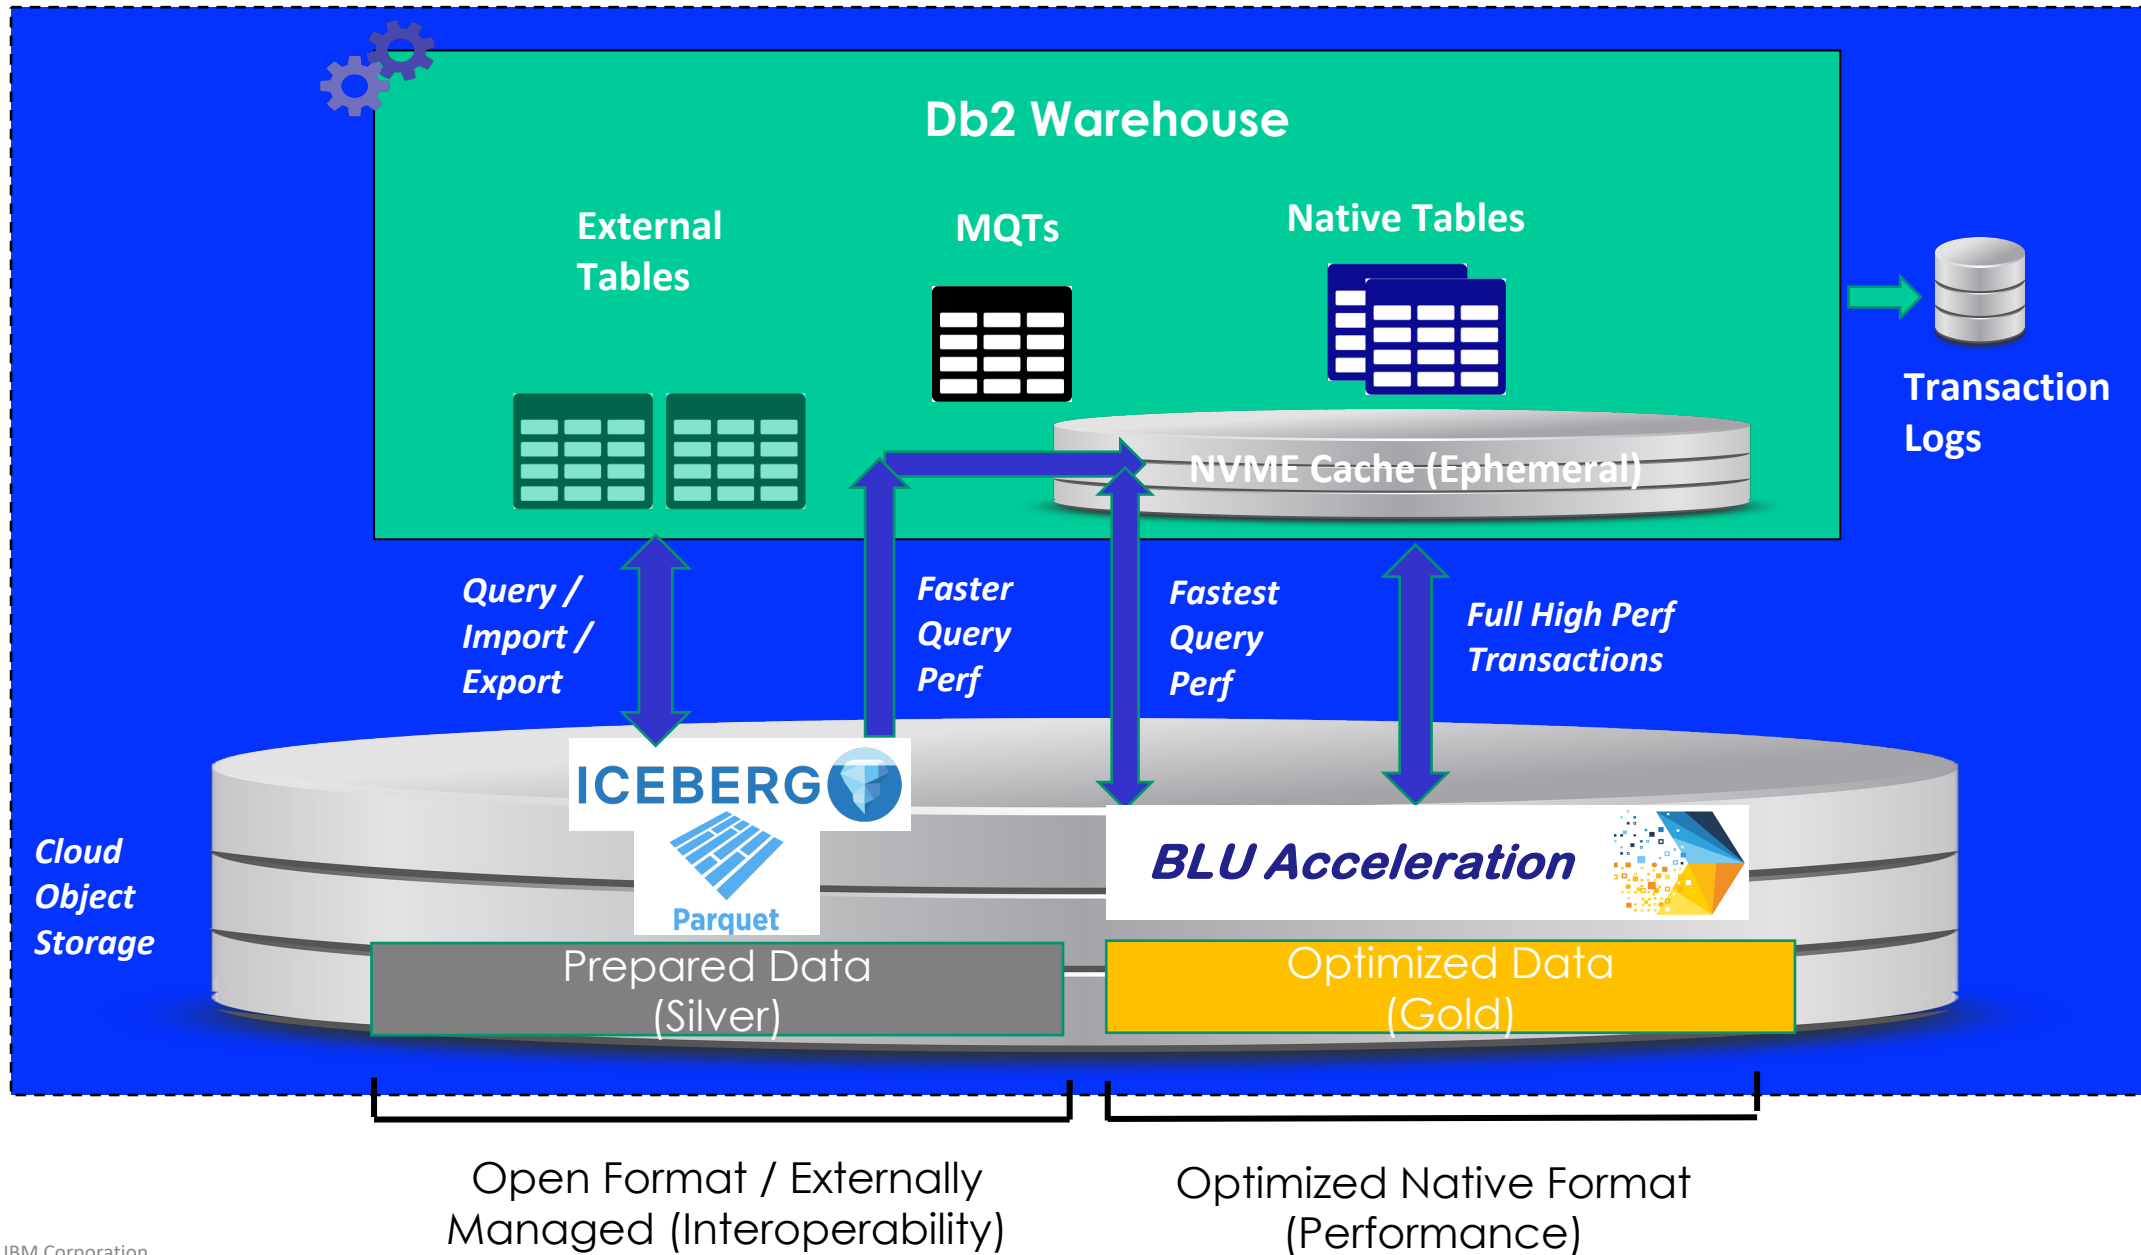 Db2 Warehouse
External
Tables
MQTs
Native Tables
NVME Cache (Ephemeral)
Transaction
Logs
Query /
Import /
Export
Faster
Query
Perf
Fastest
Query
Perf
Full High Perf
Transactions
Cloud
Object
Storage
ICEBERG
Parquet
BLU Acceleration
Prepared Data
(Silver)
Optimized Data
(Gold)
Open Format / Externally
Managed (Interoperability)
Optimized Native Format
(Performance)
IBM Corporation